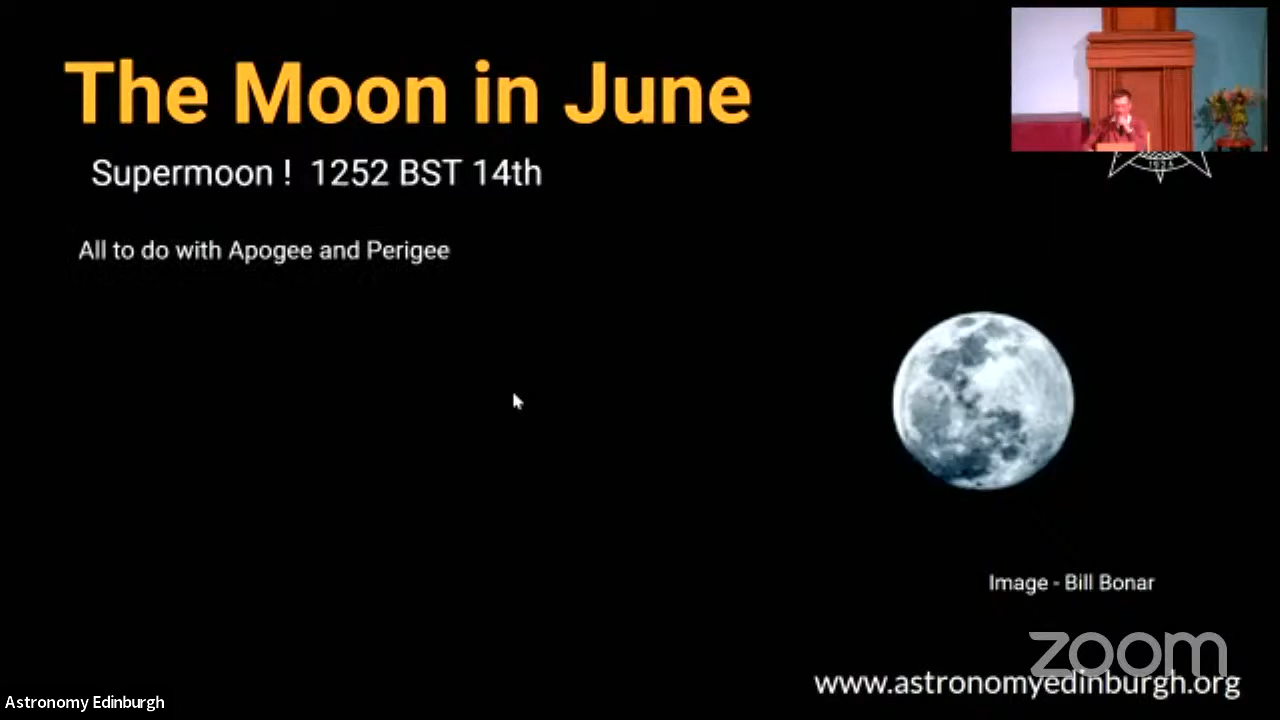 The Moon in June
Supermoon ! 1252 BST 14th
All to do with Apogee and Perigee
1924
Image - Bill Bonar
zoom
www.astronomyedinburgh.org
Astronomy Edinburgh